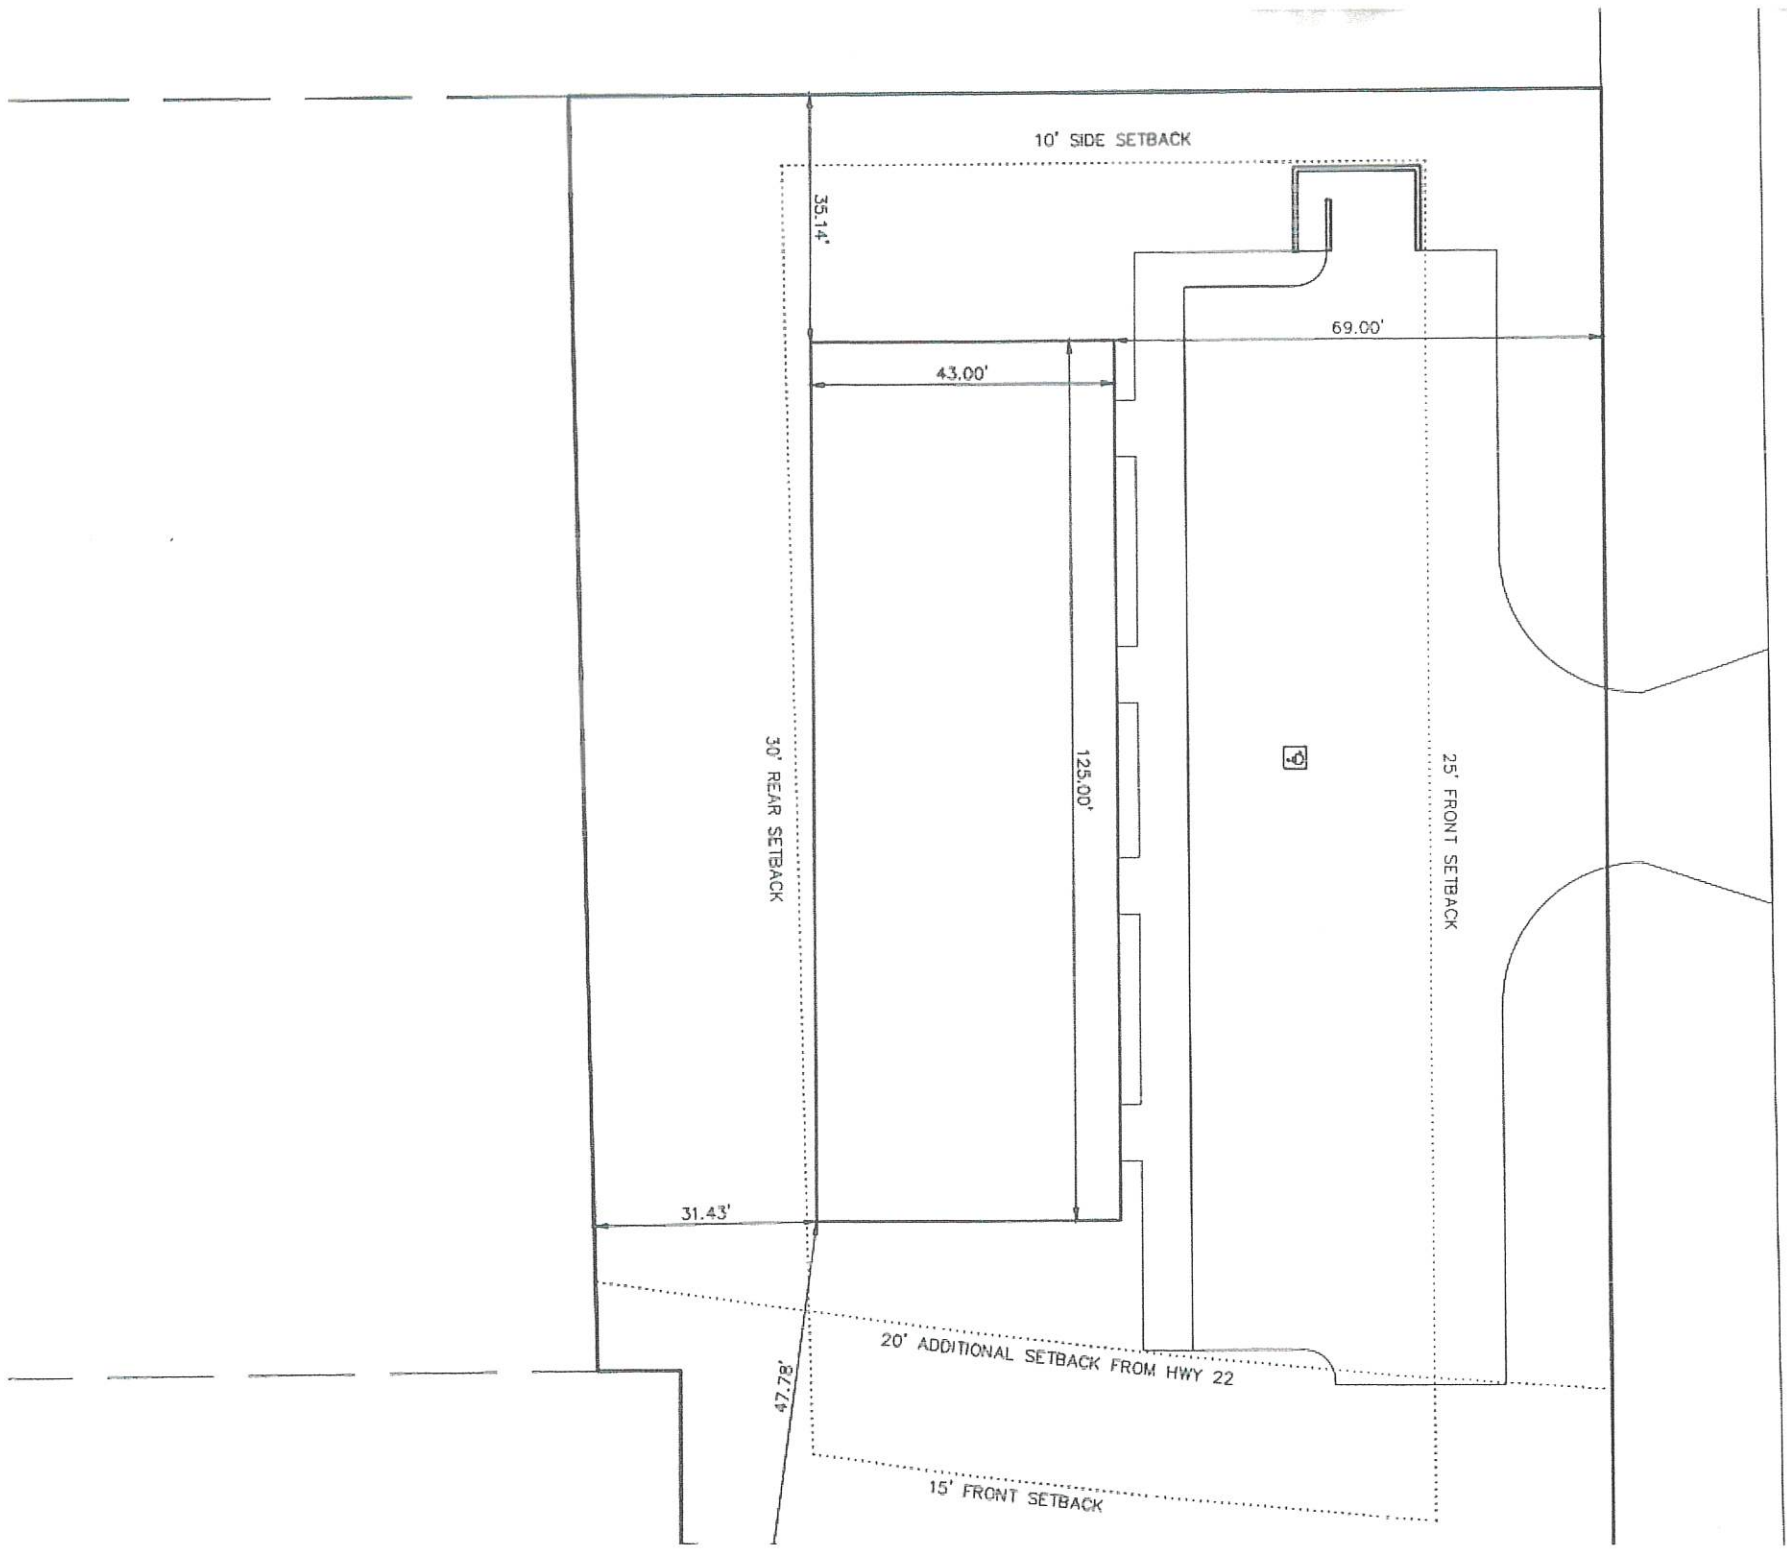 10' SIDE SETBACK
35.14'
69.00'
43.00'
30' REAR SETBACK
125.00'
25' FRONT SETBACK
31.43'
20' ADDITIONAL SETBACK FROM HWY 22
47.78'
15' FRONT SETBACK